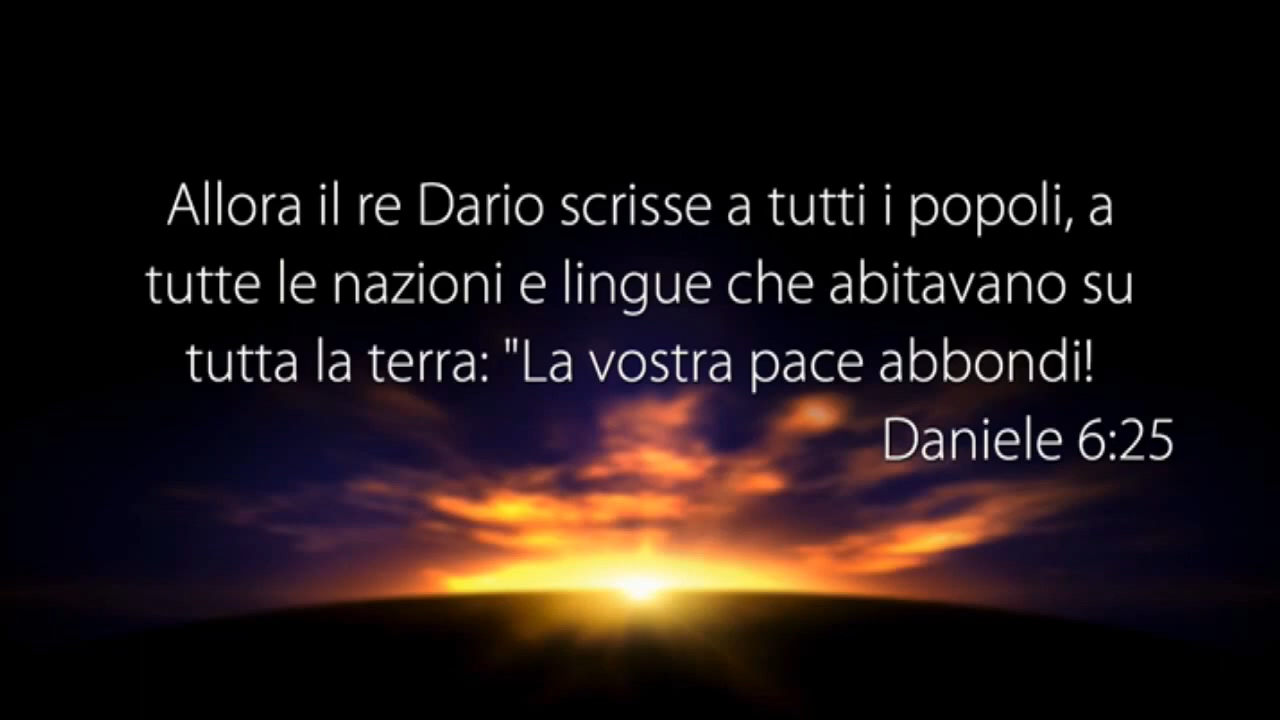 Allora il re Dario scrisse a tutti i popoli, a
tutte le nazioni e lingue che abitavano su
tutta la terra: "La vostra pace abbondi!
Daniele 6:25